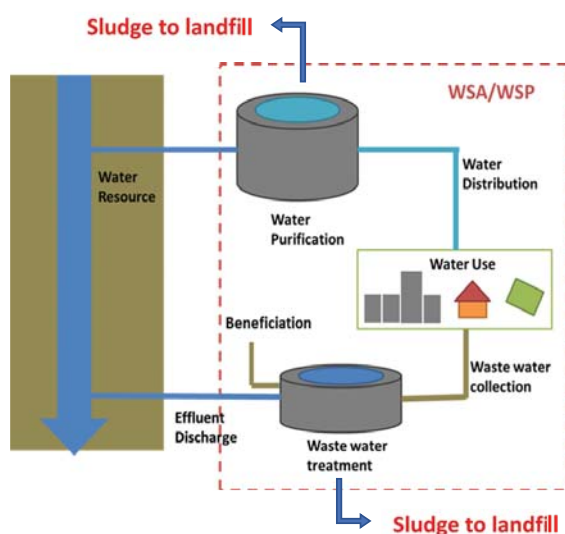 Sludge to landfill
WSA/WSP
Water
Resource
Water
Distribution
Water
Purification
Water Use
Beneficiation
Waste water
collection
Effluent
Discharge
Waste water
treatment
Sludge to landfill